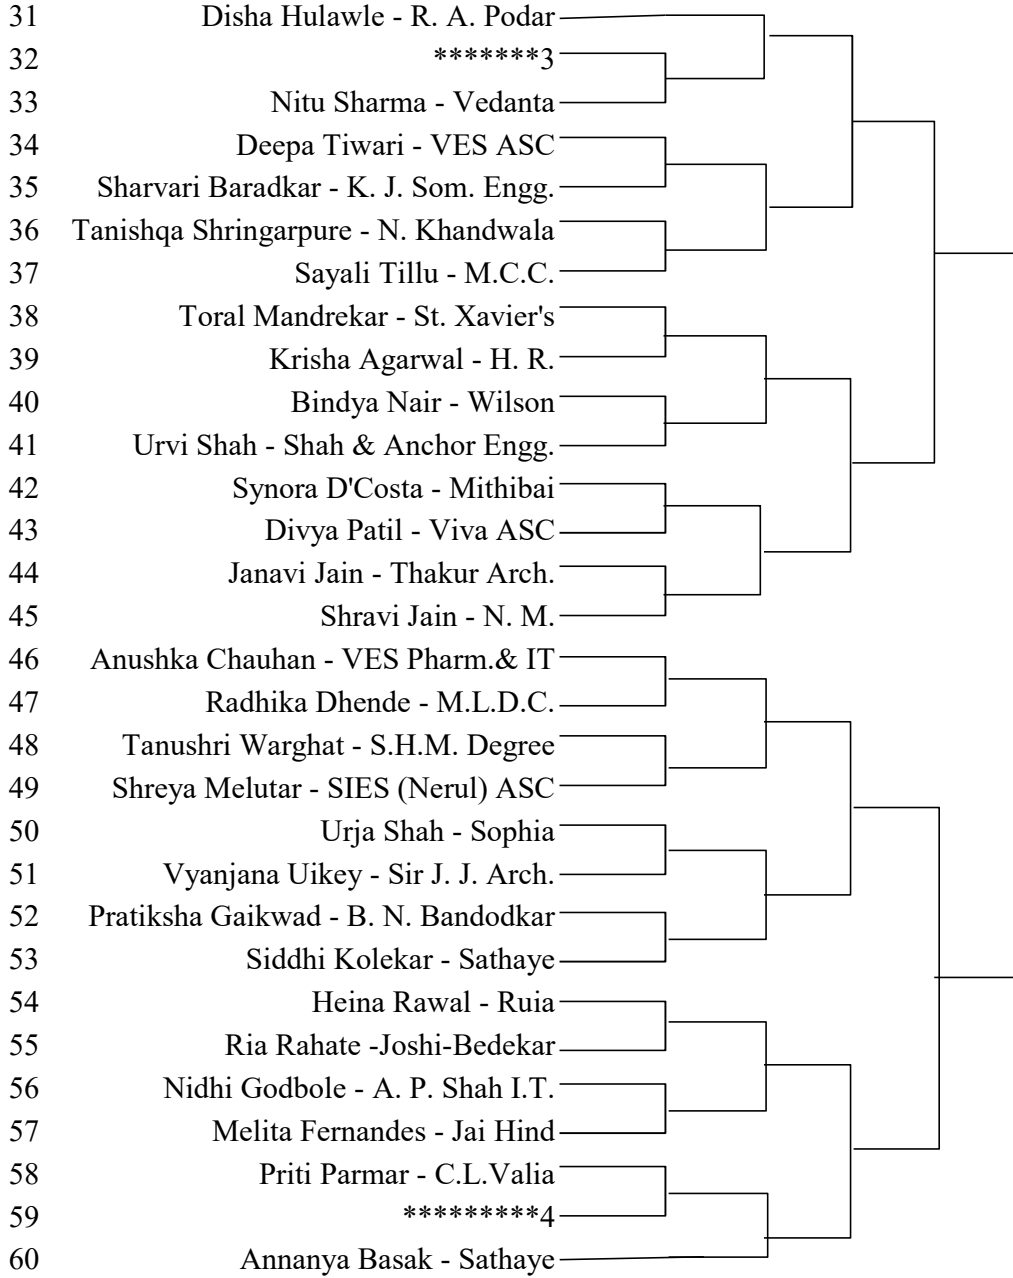 31 Disha Hulawle - R. A. Podar
32 *******3
33 Nitu Sharma - Vedanta
34 Deepa Tiwari - VES ASC
35 Sharvari Baradkar - K. J. Som. Engg.
36 Tanishqa Shringarpure - N. Khandwala
37 Sayali Tillu - M.C.C.
38 Toral Mandrekar - St. Xavier's
39 Krisha Agarwal - H. R.
40 Bindya Nair - Wilson
41 Urvi Shah - Shah & Anchor Engg.
42 Synora D'Costa - Mithibai
43 Divya Patil - Viva ASC
44 Janavi Jain - Thakur Arch.
45 Shravi Jain - N. M.
46 Anushka Chauhan - VES Pharm.& IT
47 Radhika Dhende - M.L.D.C.
48 Tanushri Warghat - S.H.M. Degree
49 Shreya Melutar - SIES (Nerul) ASC
50 Urja Shah - Sophia
51 Vyanjana Uikey - Sir J. J. Arch.
52 Pratiksha Gaikwad - B. N. Bandodkar
53 Siddhi Kolekar - Sathaye
54 Heina Rawal - Ruia
55 Ria Rahate -Joshi-Bedekar
56 Nidhi Godbole - A. P. Shah I.T.
57 Melita Fernandes - Jai Hind
58 Priti Parmar - C.L.Valia
59 *********4
60 Annanya Basak - Sathaye